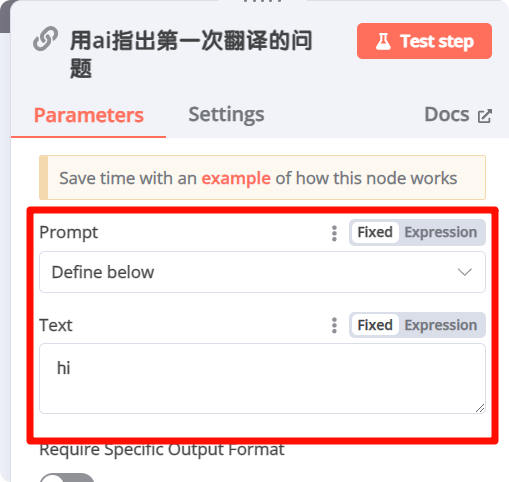 用ai指出第一次翻译的问
题
Test step
Parameters
Settings
Docs
Save time with an example of how this node works
Prompt
Fixed
Expression
Define below
Text
Fixed
Expression
hi
Require Specific Output Format